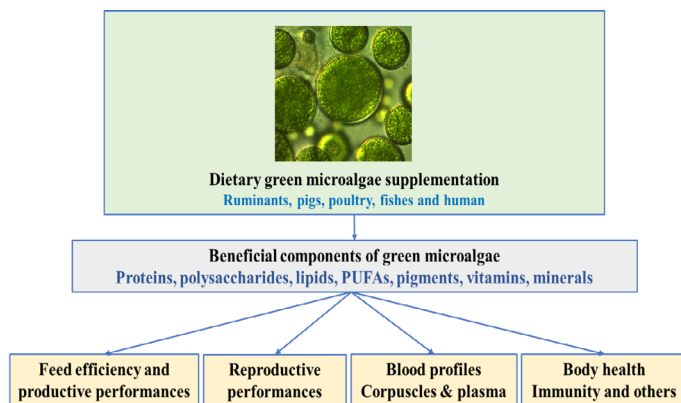 Dietary green microalgae supplementation
Ruminants, pigs, poultry, fishes and human
Beneficial components of green microalgae
Proteins, polysaccharides, lipids, PUFAs, pigments, vitamins, minerals
Feed efficiency and
productive performances
Reproductive
performances
Blood profiles
Corpuscles & plasma
Body health
Immunity and others